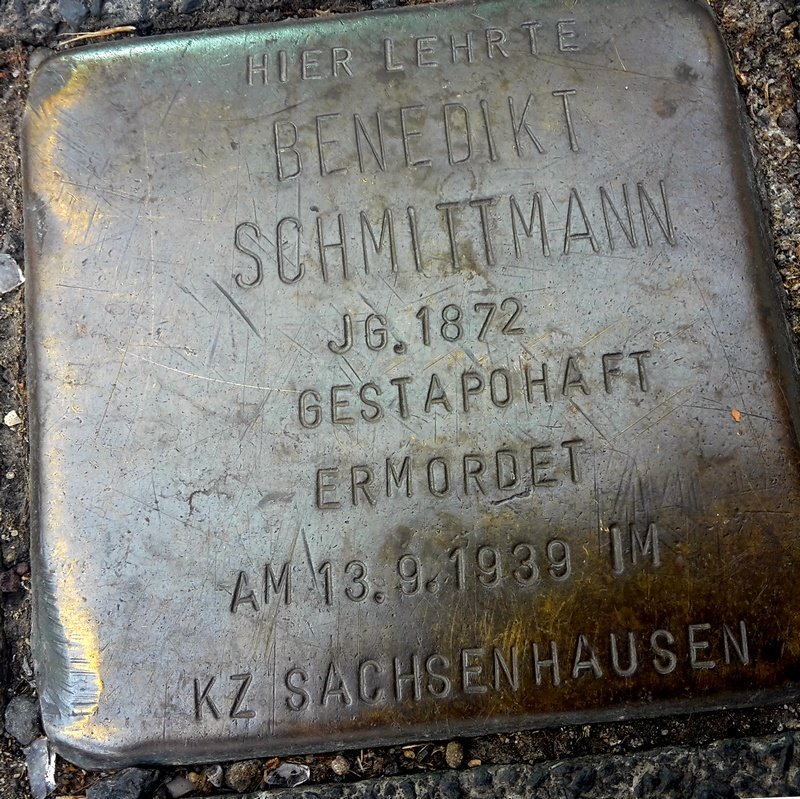 HIER LEHRTE
BENEDIKT
SCHMITTMANN
JG. 1872
GESTAPOHAFT
ERMORDET
AM 13.9.1939 IM
KZ SACHSENHAUSEN